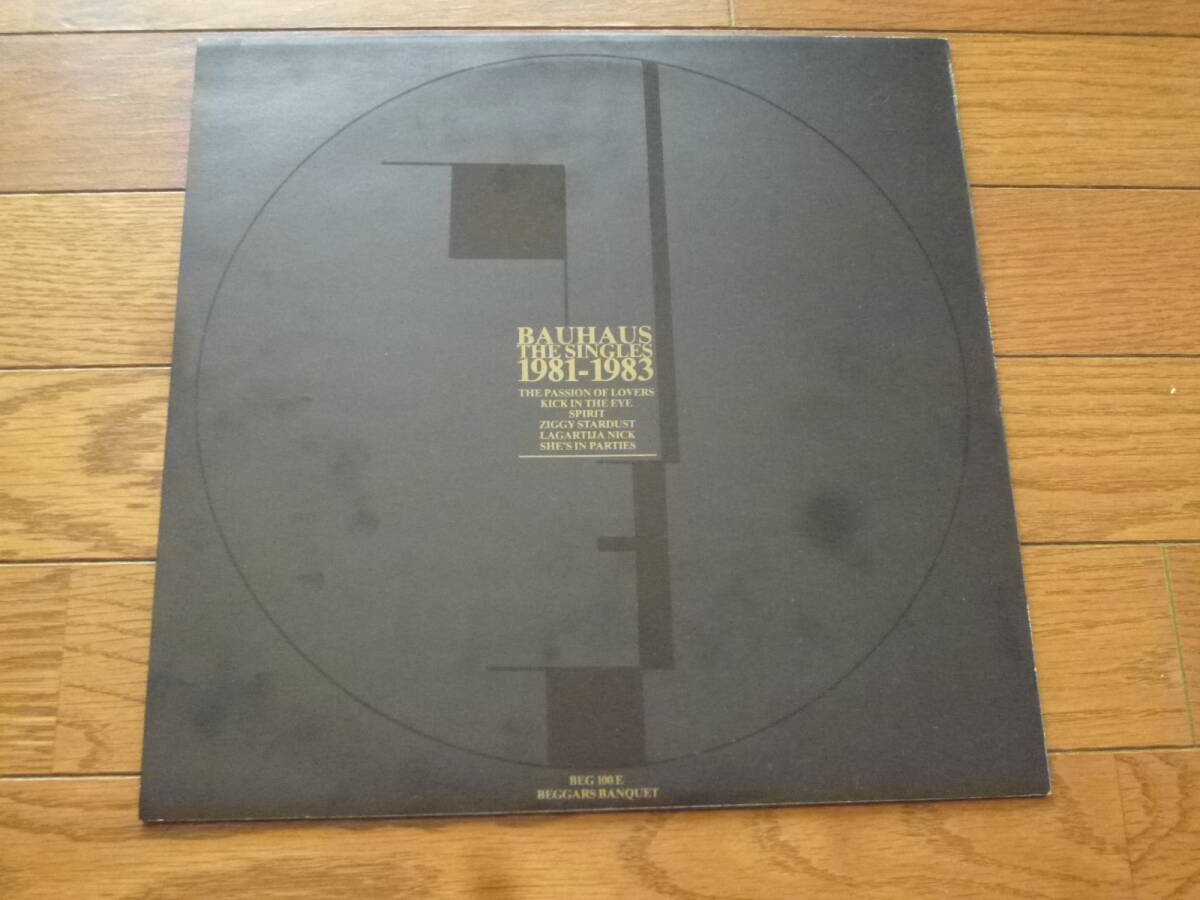 BAUHAUS
THE SINGLES
1981-1983
THE PASSION OF LOVERS
KICK IN THE EYE
SPIRIT
ZIGGY STARDUST
LAGARTIJA NICK
SHE'S IN PARTIES
BEG 100 E
BEGGARS BANQUET